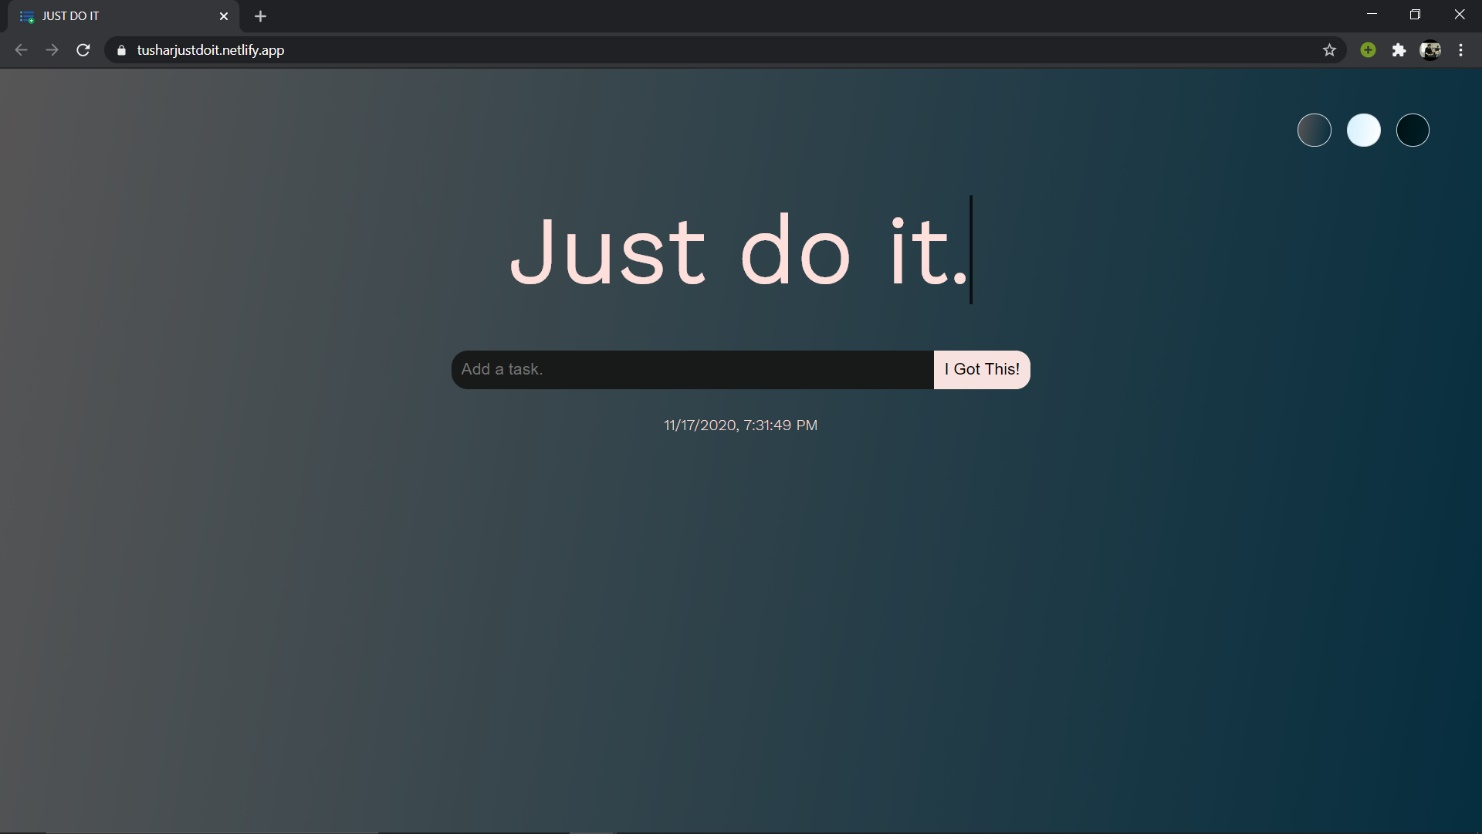 JUST DO IT
tusharjustdoit.netlify.app
Just do it.
Add a task.
I Got This!
11/17/2020, 7:31:49 PM